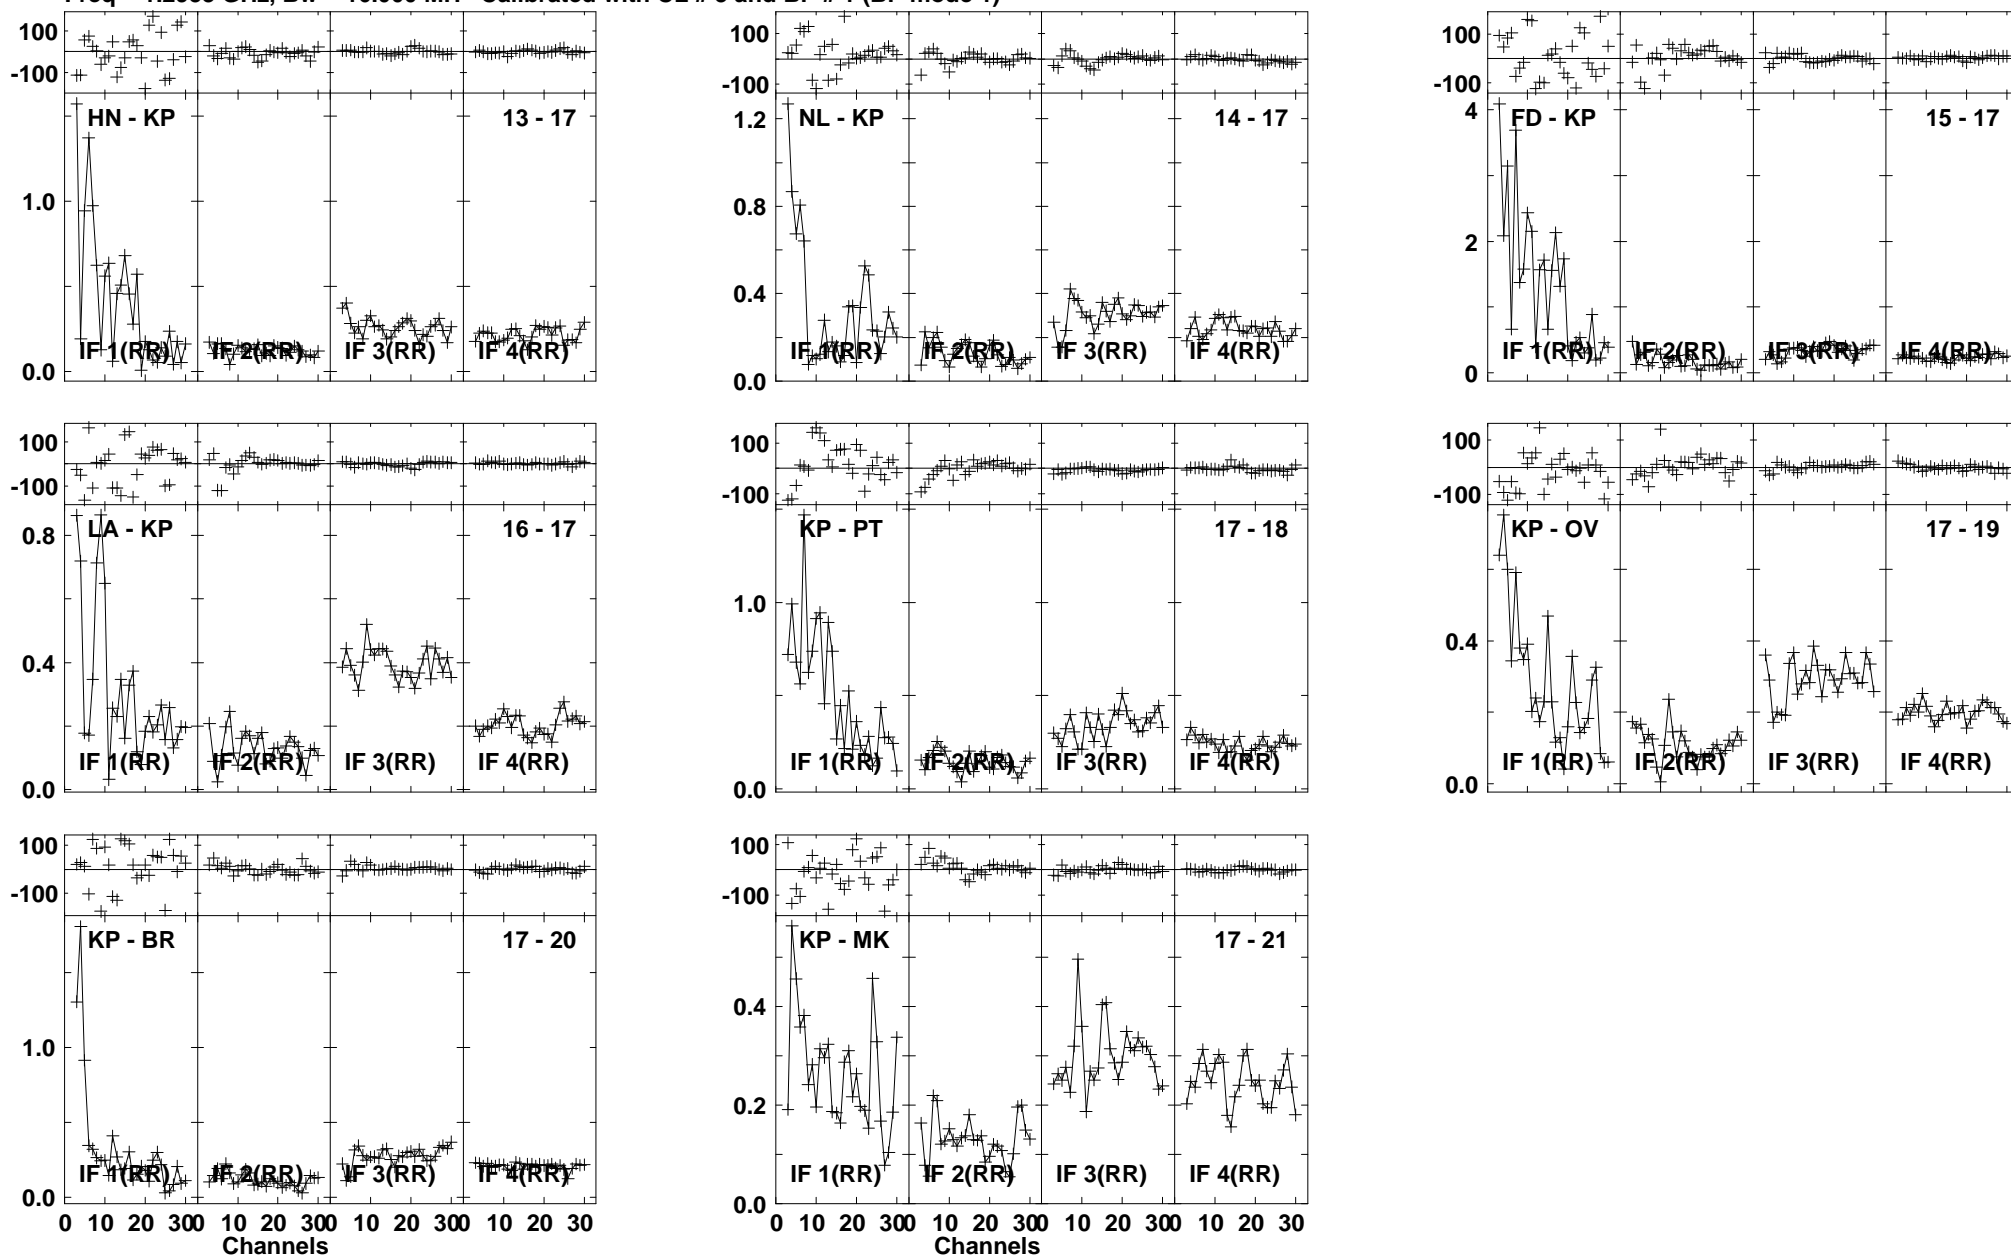 100
-100
HN - KP
13 - 17
1.0
0.0
IF 1(RR)
IF 2(RR)
IF 3(RR)
IF 4(RR)
100
-100
NL - KP
14 - 17
1.2
0.8
0.4
0.0
IF 1(RR)
IF 2(RR)
IF 3(RR)
IF 4(RR)
100
-100
FD - KP
15 - 17
4
2
0
IF 1(RR)
IF 2(RR)
IF 3(RR)
IF 4(RR)
100
-100
LA - KP
16 - 17
0.8
0.4
0.0
IF 1(RR)
IF 2(RR)
IF 3(RR)
IF 4(RR)
100
-100
KP - PT
17 - 18
1.0
0.0
IF 1(RR)
IF 2(RR)
IF 3(RR)
IF 4(RR)
100
-100
KP - OV
17 - 19
0.4
0.0
IF 1(RR)
IF 2(RR)
IF 3(RR)
IF 4(RR)
100
-100
KP - BR
17 - 20
1.0
0.0
IF 1(RR)
IF 2(RR)
IF 3(RR)
IF 4(RR)
0 10 20 30 0 10 20 30 0 10 20 30 0 10 20 30
Channels
100
-100
KP - MK
17 - 21
0.4
0.2
0.0
IF 1(RR)
IF 2(RR)
IF 3(RR)
IF 4(RR)
0 10 20 30 0 10 20 30 0 10 20 30 0 10 20 30
Channels